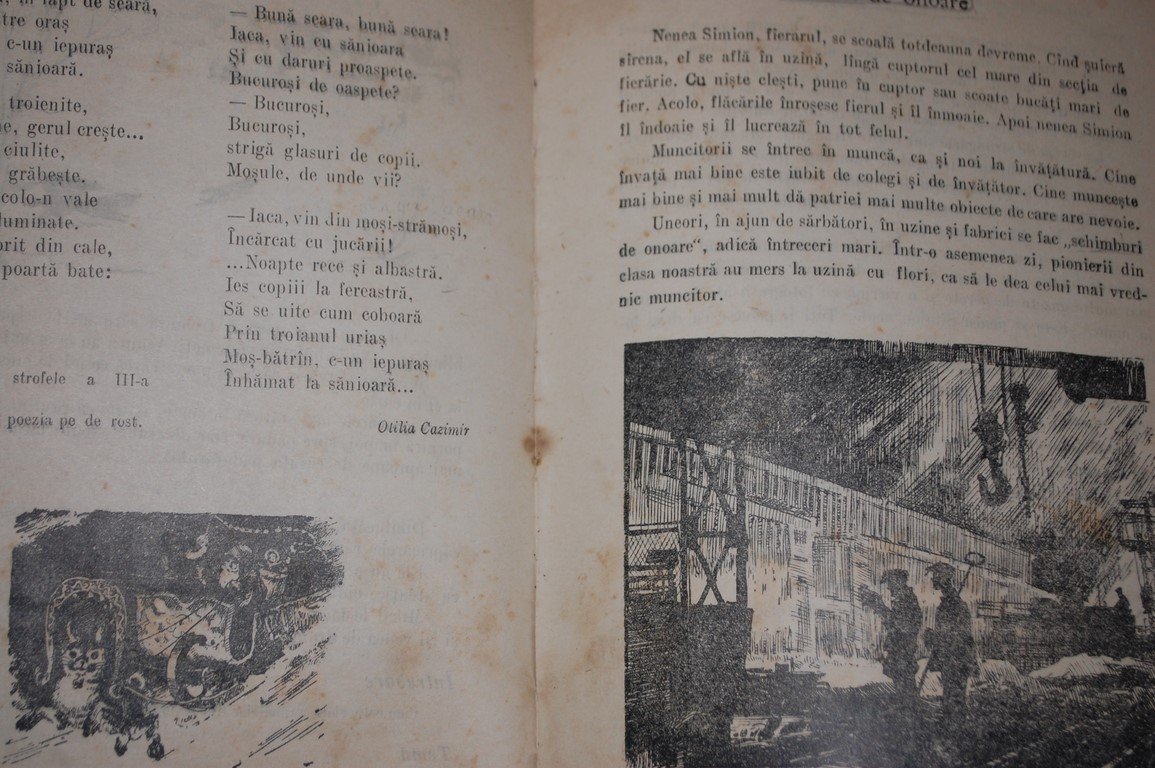 de seară,
tre oraș
c-un iepuraș
sănioară.
troienite,
gerul crește...
ciulite,
grăbește.
colo-n vale
luminate.
din cale,
poartă bate:
strofele a III-a
poezia pe de rost.
— Bună seara, bună seara!
Iaca, vin cu sănioara
Și cu daruri proaspete.
Bucuroși de oaspete?
— Bucuroși,
Bucuroși,
strigă glasuri de copii.
Moșule, de unde vii?
— Iaca, vin din moși-strămoși,
Încărcat cu jucării!
...Noapte rece și albastră.
Ies copiii la fereastră,
Să se uite cum coboară
Prin troianul uriaș
Moș-bătrîn, c-un iepuraș
Înhămat la sănioară...
Otilia Cazimir
de onoare
Nenea Simion, fierarul, se scoală totdeauna devreme. Cînd șuieră
sirena, el se află în uzină, lîngă cuptorul cel mare din secția de
fierărie. Cu niște clești, pune în cuptor sau scoate bucăți mari de
fier. Acolo, flăcările înroșesc fierul și îl înmoaie. Apoi nenea Simion
îl îndoaie și îl lucrează în tot felul.
Muncitorii se întrec în muncă, ca și noi la învățătură. Cine
învață mai bine este iubit de colegi și de învățător. Cine muncește
mai bine și mai mult dă patriei mai multe obiecte de care are nevoie.
Uneori, în ajun de sărbători, în uzine și fabrici se fac „schimburi
de onoare“, adică întreceri mari. Într-o asemenea zi, pionierii din
clasa noastră au mers la uzină cu flori, ca să le dea celui mai vred-
nic muncitor.